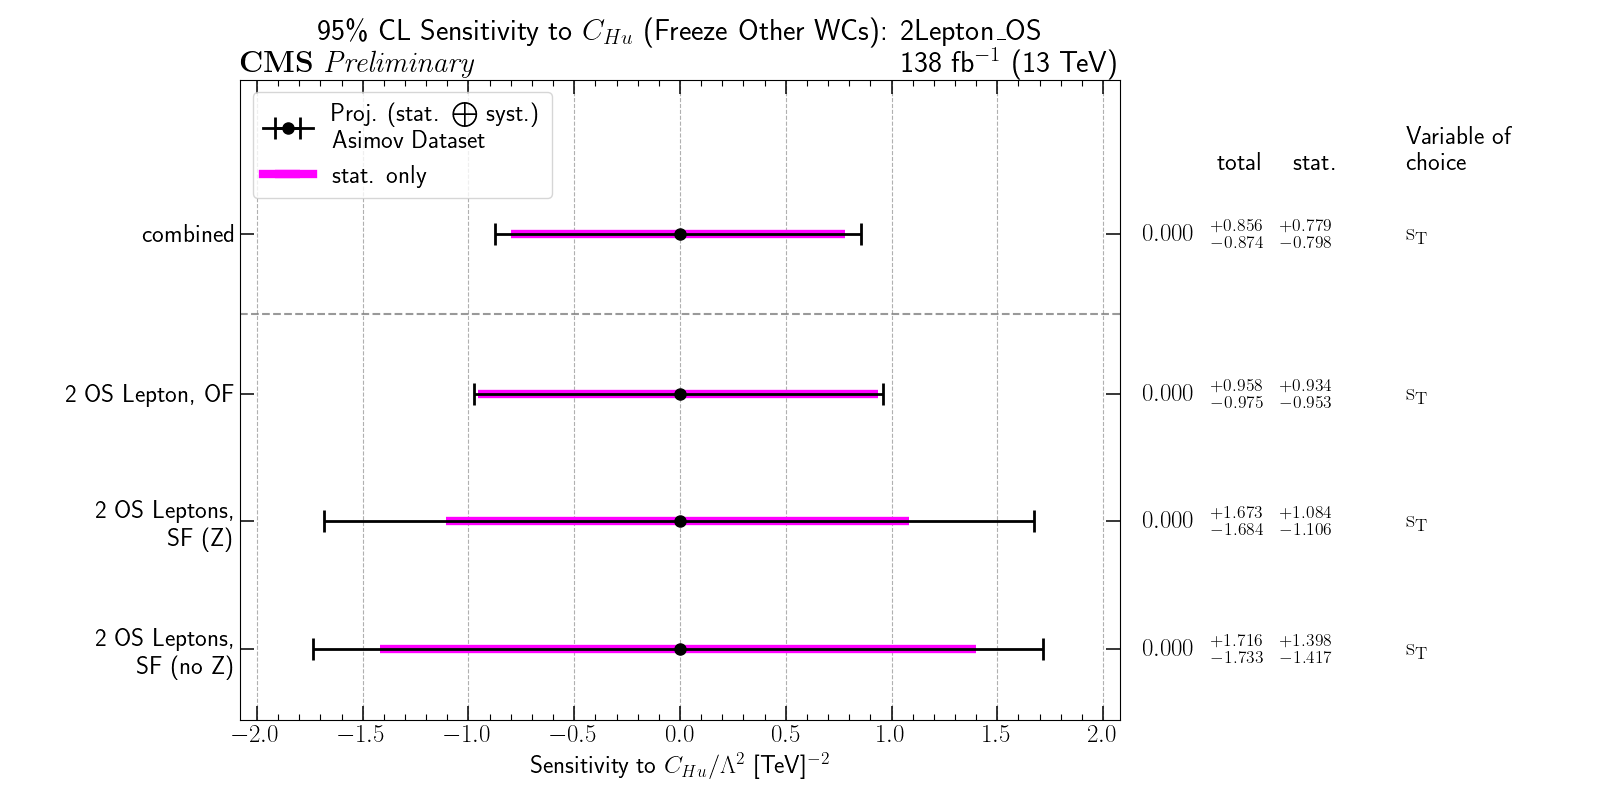 95% CL Sensitivity to C_{Hu} (Freeze Other WCs): 2Lepton_OS
CMS Preliminary 138 fb⁻¹ (13 TeV)
Proj. (stat. ⨁ syst.)
Asimov Dataset
stat. only
Variable of
choice
total stat.
combined 0.000 +0.856 −0.874 +0.779 −0.798 s_T
2 OS Lepton, OF 0.000 +0.958 −0.975 +0.934 −0.953 s_T
2 OS Leptons,
SF (Z) 0.000 +1.673 −1.684 +1.084 −1.106 s_T
2 OS Leptons,
SF (no Z) 0.000 +1.716 −1.733 +1.398 −1.417 s_T
−2.0 −1.5 −1.0 −0.5 0.0 0.5 1.0 1.5 2.0
Sensitivity to C_{Hu}/Λ² [TeV]⁻²